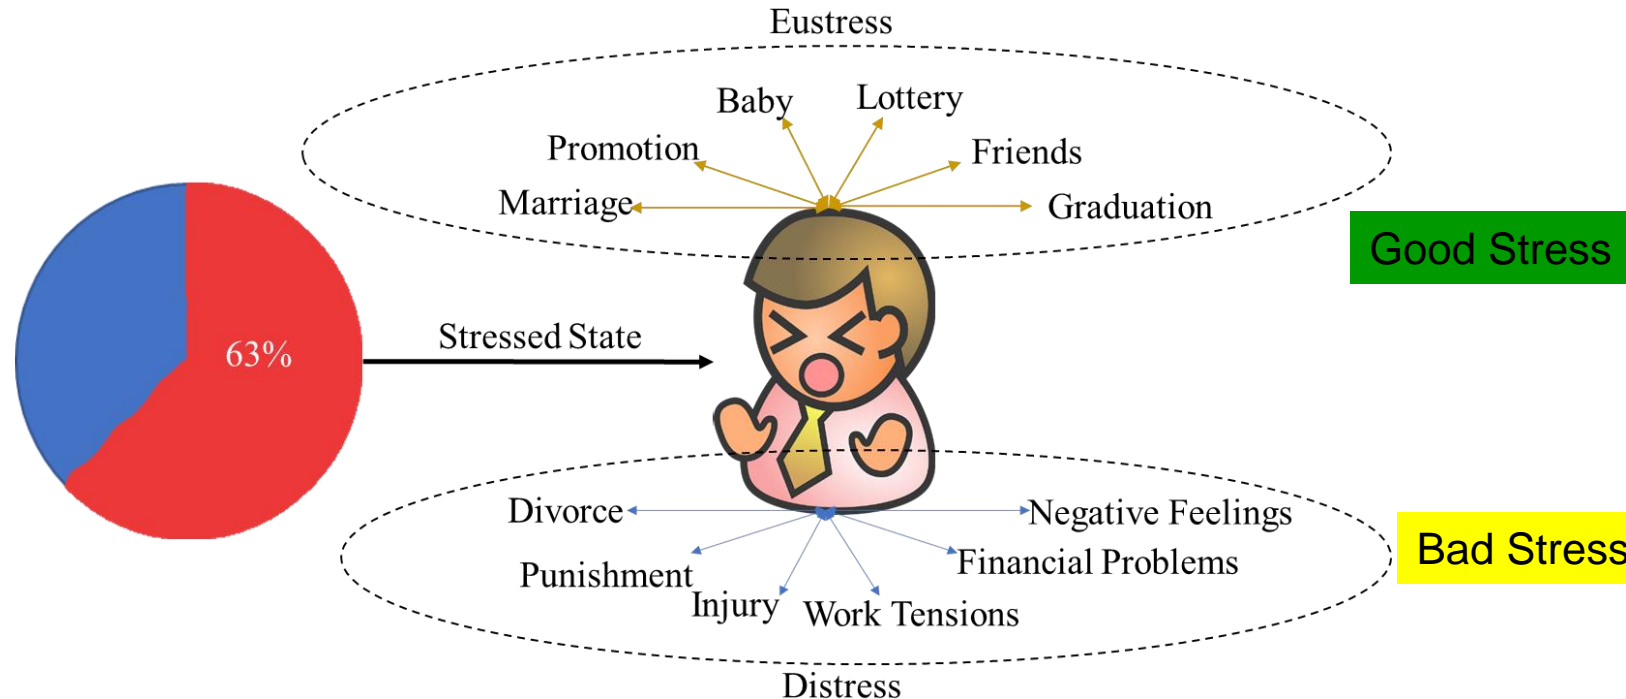 Eustress
Baby
Lottery
Promotion
Friends
Marriage
Graduation
Good Stress
63%
Stressed State
Divorce
Negative Feelings
Bad Stress
Punishment
Financial Problems
Injury
Work Tensions
Distress